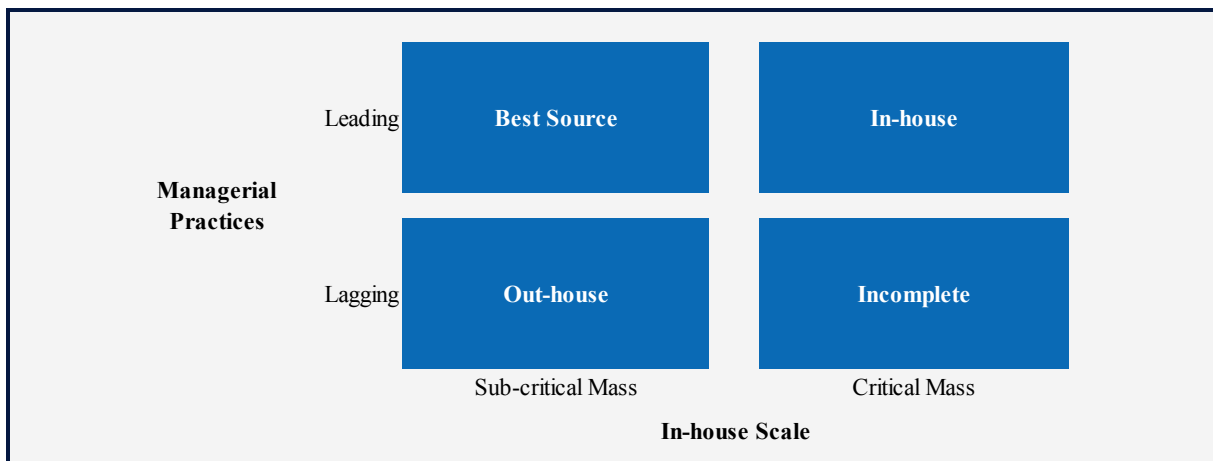 Leading
Best Source
In-house
Managerial
Practices
Lagging
Out-house
Incomplete
Sub-critical Mass
Critical Mass
In-house Scale